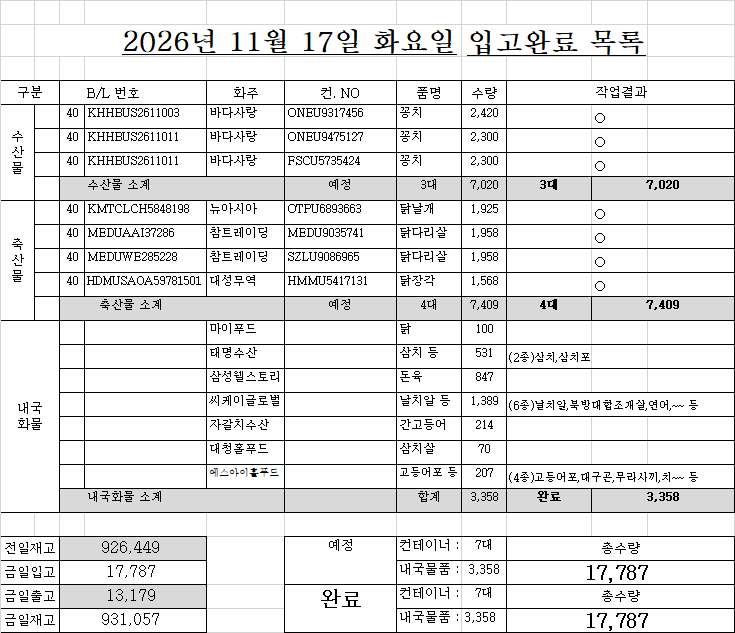 2026년 11월 17일 화요일 입고완료 목록
구분 B/L 번호 화주 컨. NO 품명 수량 작업결과
수산물
40 KHHBUS2611003 바다사랑 ONEU9317456 꽁치 2,420 ○
40 KHHBUS2611011 바다사랑 ONEU9475127 꽁치 2,300 ○
40 KHHBUS2611011 바다사랑 FSCU5735424 꽁치 2,300 ○
수산물 소계 예정 3대 7,020 3대 7,020
축산물
40 KMTCLCH5848198 뉴아시아 OTPU6893663 닭날개 1,925 ○
40 MEDUAAI37286 참트레이딩 MEDU9035741 닭다리살 1,958 ○
40 MEDUWE285228 참트레이딩 SZLU9086965 닭다리살 1,958 ○
40 HDMUSAOA59781501 대성무역 HMMU5417131 닭장각 1,568 ○
축산물 소계 예정 4대 7,409 4대 7,409
내국
화물
마이푸드 닭 100
태명수산 삼치 등 531 (2종)삼치,삼치포
삼성웰스토리 돈육 847
씨케이글로벌 날치알 등 1,389 (6종)날치알,북방대합조개살,연어,~~ 등
자갈치수산 간고등어 214
대청홀푸드 삼치살 70
에스아이홀푸드 고등어포 등 207 (4종)고등어포,대구곤,무라사끼,치~~ 등
내국화물 소계 합계 3,358 완료 3,358
전일재고 926,449 예정 컨테이너 : 7대 총수량
금일입고 17,787 내국물품 : 3,358 17,787
금일출고 13,179 완료 컨테이너 : 7대 총수량
금일재고 931,057 내국물품 : 3,358 17,787